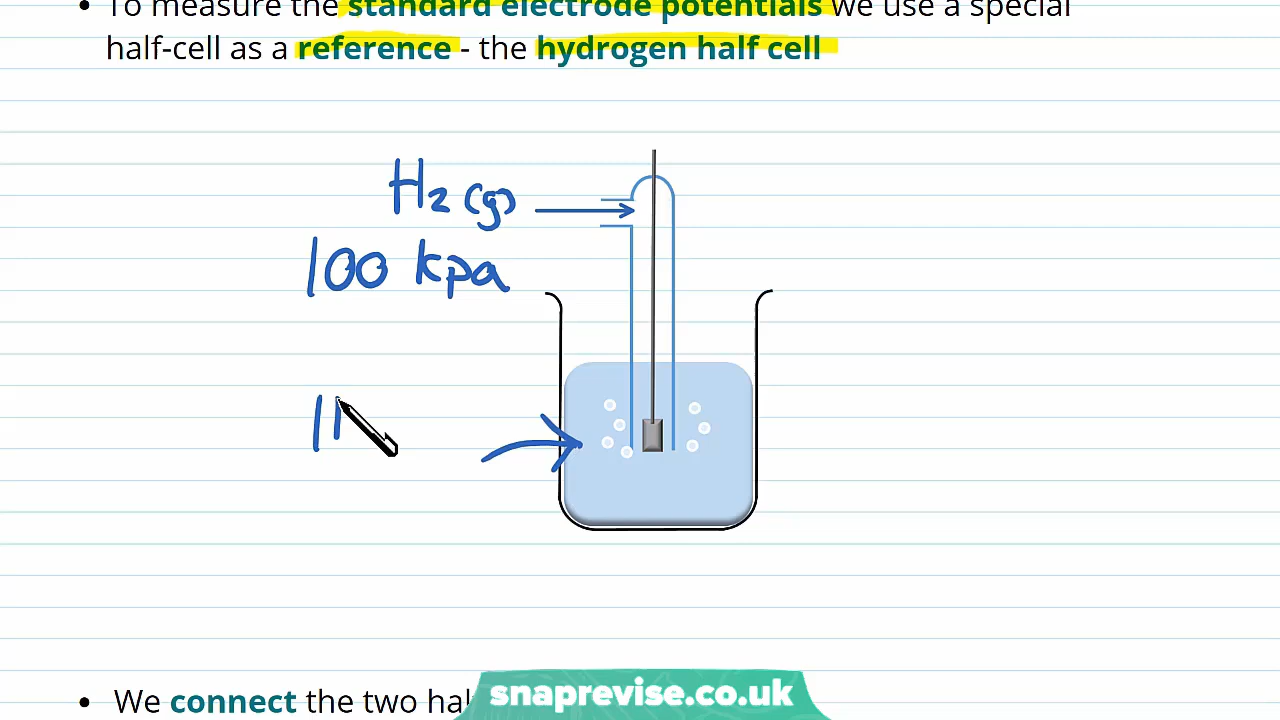 • To measure the standard electrode potentials we use a special
half-cell as a reference - the hydrogen half cell
H₂ (g)
100 kpa
• We connect the two hal
snaprevise.co.uk